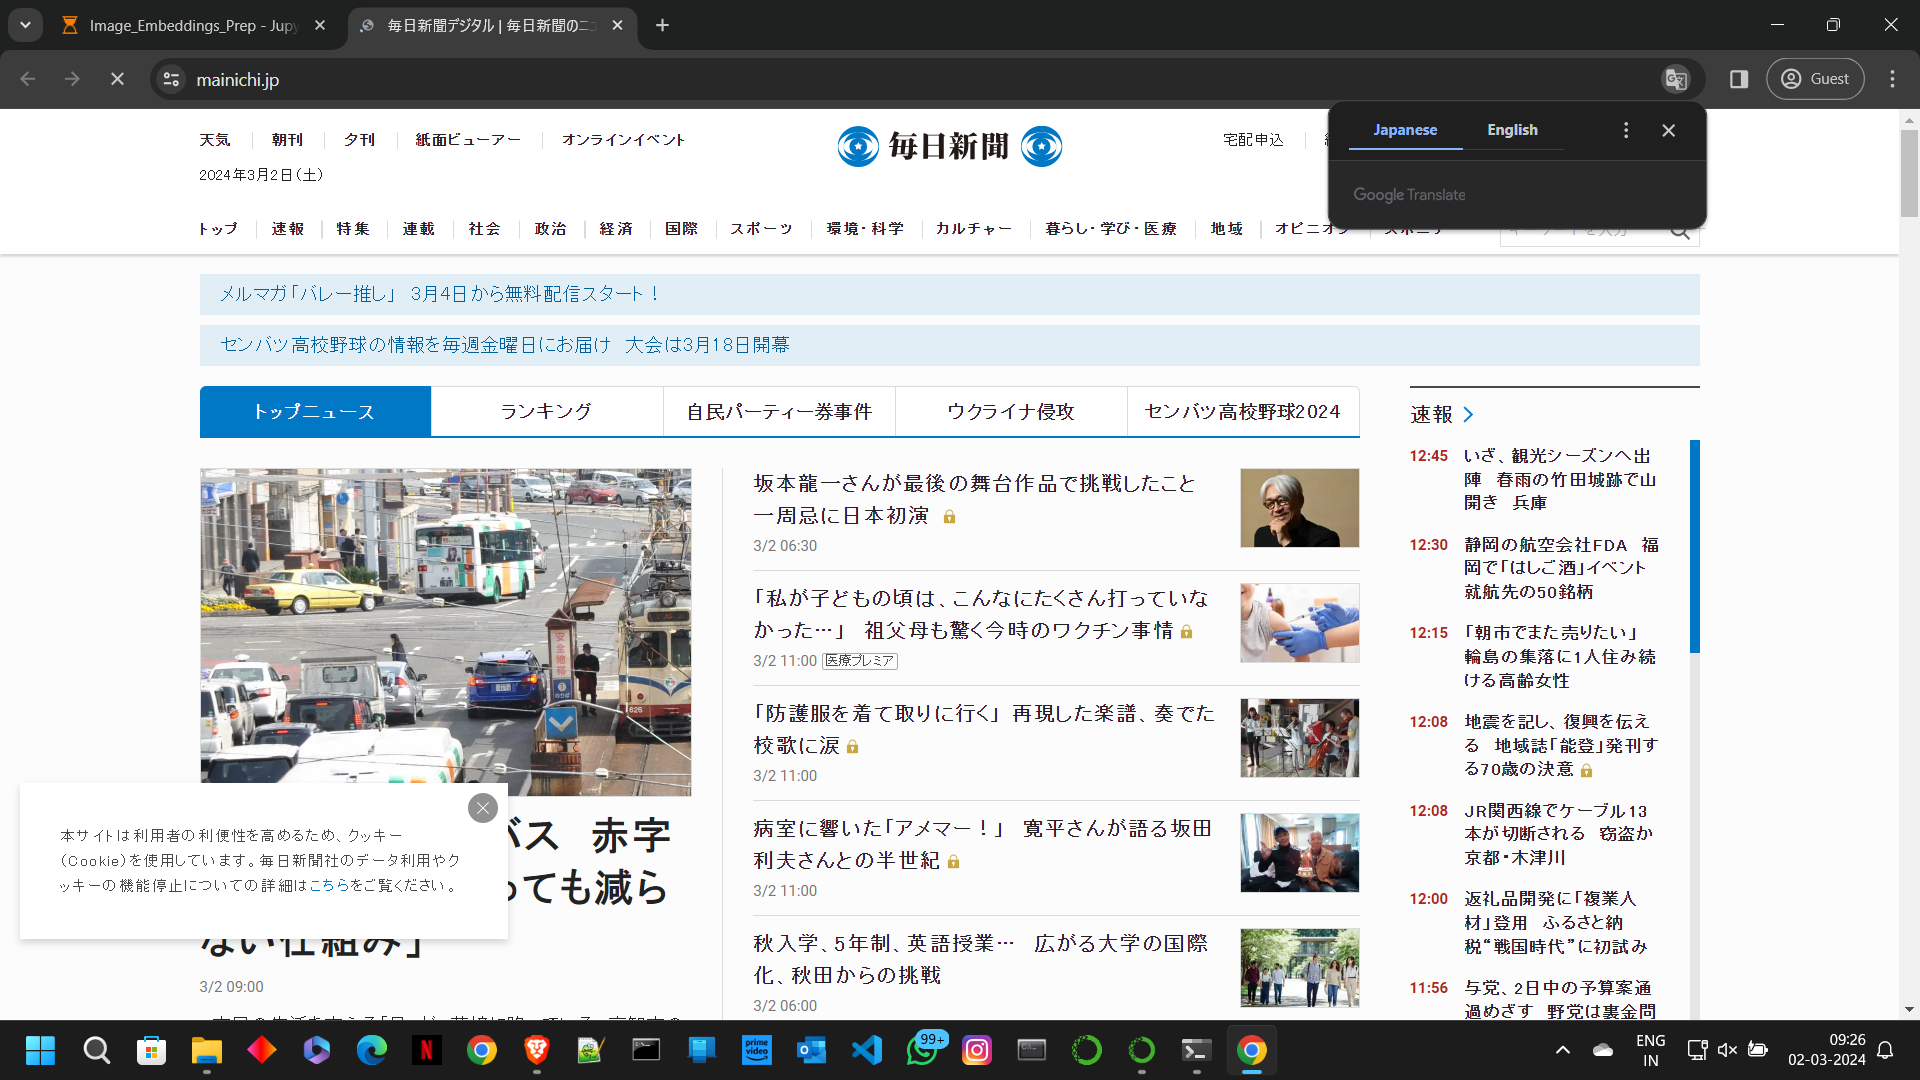 Image_Embeddings_Prep - Jupy
毎日新聞デジタル | 毎日新聞のニュ
mainichi.jp
Guest
Japanese
English
Google Translate
天気
朝刊
夕刊
紙面ビューアー
オンラインイベント
毎日新聞
宅配申込
2024年3月2日(土)
トップ
速報
特集
連載
社会
政治
経済
国際
スポーツ
環境・科学
カルチャー
暮らし・学び・医療
地域
オピニオン
メルマガ「バレー推し」 3月4日から無料配信スタート！
センバツ高校野球の情報を毎週金曜日にお届け 大会は3月18日開幕
トップニュース
ランキング
自民パーティー券事件
ウクライナ侵攻
センバツ高校野球2024
安全地帯
のりば
625
バス 赤字
っても減ら
ない仕組み」
3/2 09:00
本サイトは利用者の利便性を高めるため、クッキー
(Cookie)を使用しています。毎日新聞社のデータ利用やク
ッキーの機能停止についての詳細はこちらをご覧ください。
坂本龍一さんが最後の舞台作品で挑戦したこと
一周忌に日本初演
3/2 06:30
「私が子どもの頃は、こんなにたくさん打っていな
かった…」 祖父母も驚く今時のワクチン事情
3/2 11:00 医療プレミア
「防護服を着て取りに行く」 再現した楽譜、奏でた
校歌に涙
3/2 11:00
病室に響いた「アメマー！」 寛平さんが語る坂田
利夫さんとの半世紀
3/2 11:00
秋入学、5年制、英語授業… 広がる大学の国際
化、秋田からの挑戦
3/2 06:00
速報
12:45 いざ、観光シーズンへ出
陣 春雨の竹田城跡で山
開き 兵庫
12:30 静岡の航空会社FDA 福
岡で「はしご酒」イベント
就航先の50銘柄
12:15 「朝市でまた売りたい」
輪島の集落に1人住み続
ける高齢女性
12:08 地震を記し、復興を伝え
る 地域誌「能登」発刊す
る70歳の決意
12:08 JR関西線でケーブル13
本が切断される 窃盗か
京都・木津川
12:00 返礼品開発に「複業人
材」登用 ふるさと納
税“戦国時代”に初試み
11:56 与党、2日中の予算案通
過めざす 野党は裏金問
prime video
99+
ENG
IN
09:26
02-03-2024